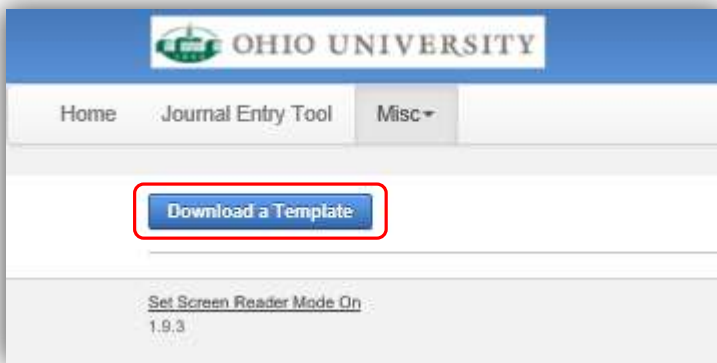 OHIO UNIVERSITY
Home Journal Entry Tool Misc
Download a Template
Set Screen Reader Mode On
1.9.3